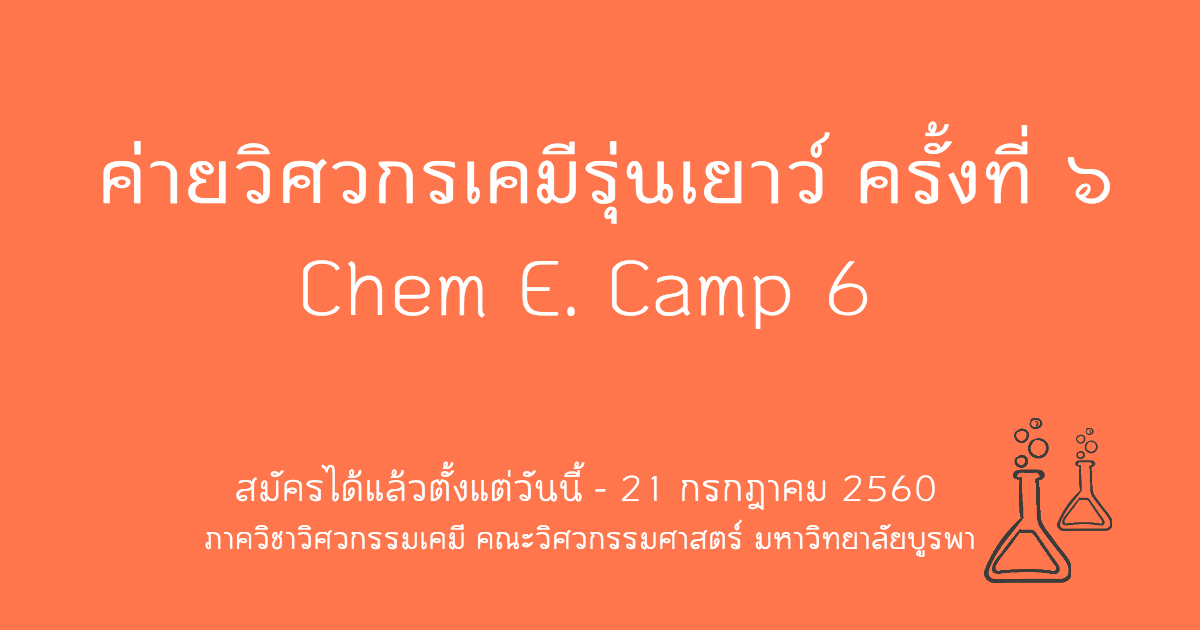 ค่ายวิศวกรเคมีรุ่นเยาว์ ครั้งที่ ๖
Chem E. Camp 6
สมัครได้แล้วตั้งแต่วันนี้ - 21 กรกฎาคม 2560
ภาควิชาวิศวกรรมเคมี คณะวิศวกรรมศาสตร์ มหาวิทยาลัยบูรพา